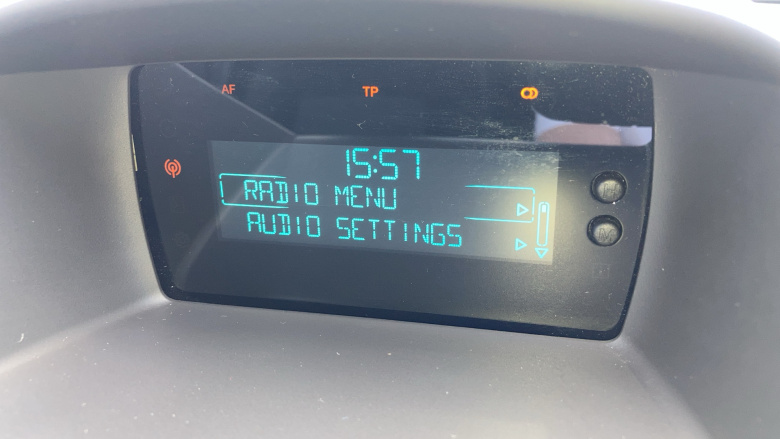 AF
TP
15:57
RADIO MENU
AUDIO SETTINGS
H
M